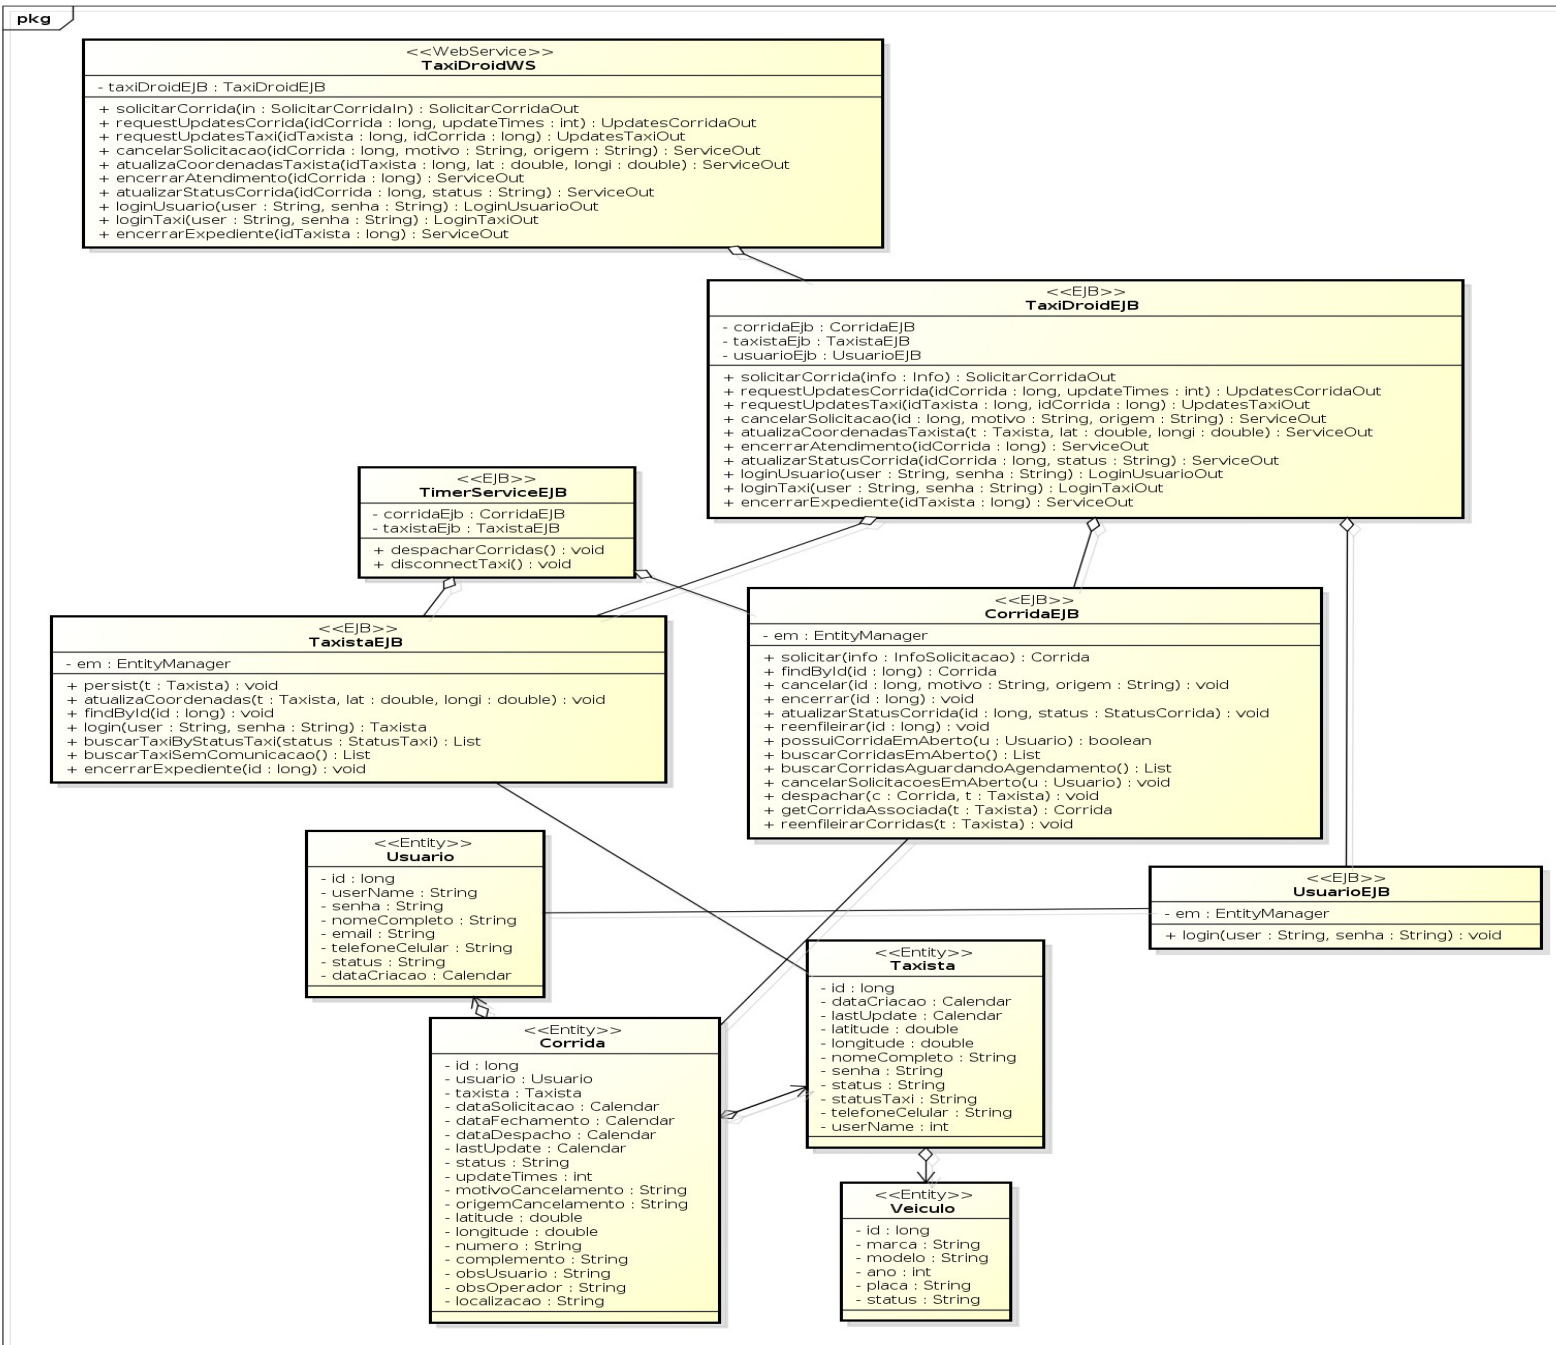 pkg
<<WebService>>
TaxiDroidWS
- taxiDroidEJB : TaxiDroidEJB
+ solicitarCorrida(in : SolicitarCorridaIn) : SolicitarCorridaOut
+ requestUpdatesCorrida(idCorrida : long, updateTimes : int) : UpdatesCorridaOut
+ requestUpdatesTaxi(idTaxista : long, idCorrida : long) : UpdatesTaxiOut
+ cancelarSolicitacao(idCorrida : long, motivo : String, origem : String) : ServiceOut
+ atualizaCoordenadasTaxista(idTaxista : long, lat : double, longi : double) : ServiceOut
+ encerrarAtendimento(idCorrida : long) : ServiceOut
+ atualizarStatusCorrida(idCorrida : long, status : String) : ServiceOut
+ loginUsuario(user : String, senha : String) : LoginUsuarioOut
+ loginTaxi(user : String, senha : String) : LoginTaxiOut
+ encerrarExpediente(idTaxista : long) : ServiceOut
<<EJB>>
TaxiDroidEJB
- corridaEjb : CorridaEJB
- taxistaEjb : TaxistaEJB
- usuarioEjb : UsuarioEJB
+ solicitarCorrida(info : Info) : SolicitarCorridaOut
+ requestUpdatesCorrida(idCorrida : long, updateTimes : int) : UpdatesCorridaOut
+ requestUpdatesTaxi(idTaxista : long, idCorrida : long) : UpdatesTaxiOut
+ cancelarSolicitacao(id : long, motivo : String, origem : String) : ServiceOut
+ atualizaCoordenadasTaxista(t : Taxista, lat : double, longi : double) : ServiceOut
+ encerrarAtendimento(idCorrida : long) : ServiceOut
+ atualizarStatusCorrida(idCorrida : long, status : String) : ServiceOut
+ loginUsuario(user : String, senha : String) : LoginUsuarioOut
+ loginTaxi(user : String, senha : String) : LoginTaxiOut
+ encerrarExpediente(idTaxista : long) : ServiceOut
<<EJB>>
TimerServiceEJB
- corridaEjb : CorridaEJB
- taxistaEjb : TaxistaEJB
+ despacharCorridas() : void
+ disconnectTaxi() : void
<<EJB>>
TaxistaEJB
- em : EntityManager
+ persist(t : Taxista) : void
+ atualizaCoordenadas(t : Taxista, lat : double, longi : double) : void
+ findById(id : long) : void
+ login(user : String, senha : String) : Taxista
+ buscarTaxiByStatusTaxi(status : StatusTaxi) : List
+ buscarTaxiSemComunicacao() : List
+ encerrarExpediente(id : long) : void
<<EJB>>
CorridaEJB
- em : EntityManager
+ solicitar(info : InfoSolicitacao) : Corrida
+ findById(id : long) : Corrida
+ cancelar(id : long, motivo : String, origem : String) : void
+ encerrar(id : long) : void
+ atualizarStatusCorrida(id : long, status : StatusCorrida) : void
+ reenfileirar(id : long) : void
+ possuiCorridaEmAberto(u : Usuario) : boolean
+ buscarCorridasEmAberto() : List
+ buscarCorridasAguardandoAgendamento() : List
+ cancelarSolicitacoesEmAberto(u : Usuario) : void
+ despachar(c : Corrida, t : Taxista) : void
+ getCorridaAssociada(t : Taxista) : Corrida
+ reenfileirarCorridas(t : Taxista) : void
<<Entity>>
Usuario
- id : long
- userName : String
- senha : String
- nomeCompleto : String
- email : String
- telefoneCelular : String
- status : String
- dataCriacao : Calendar
<<EJB>>
UsuarioEJB
- em : EntityManager
+ login(user : String, senha : String) : void
<<Entity>>
Taxista
- id : long
- dataCriacao : Calendar
- lastUpdate : Calendar
- latitude : double
- longitude : double
- nomeCompleto : String
- senha : String
- status : String
- statusTaxi : String
- telefoneCelular : String
- userName : int
<<Entity>>
Corrida
- id : long
- usuario : Usuario
- taxista : Taxista
- dataSolicitacao : Calendar
- dataFechamento : Calendar
- dataDespacho : Calendar
- lastUpdate : Calendar
- status : String
- updateTimes : int
- motivoCancelamento : String
- origemCancelamento : String
- latitude : double
- longitude : double
- numero : String
- complemento : String
- obsUsuario : String
- obsOperador : String
- localizacao : String
<<Entity>>
Veiculo
- id : long
- marca : String
- modelo : String
- ano : int
- placa : String
- status : String